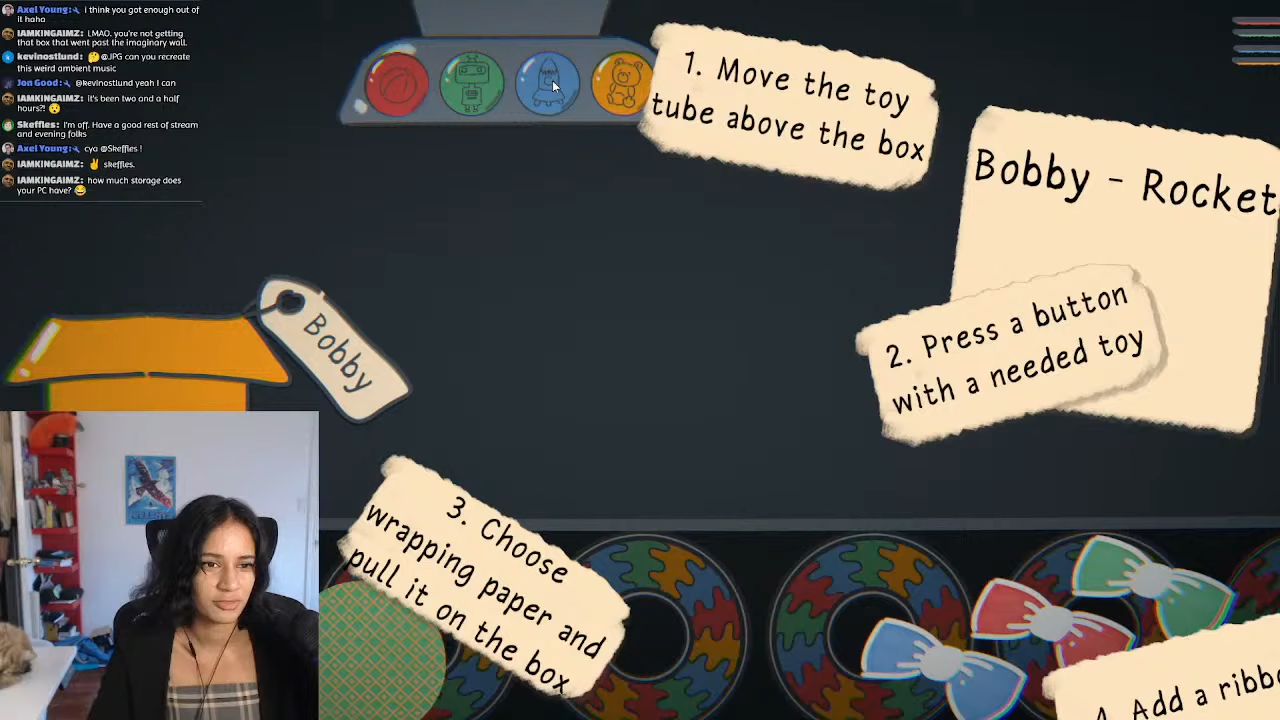 Axel Young: i think you got enough out of
it haha
IAMKINGAIMZ: LMAO. you're not getting
that box that went past the imaginary wall.
kevinostlund: 🤔 @JPG can you recreate
this weird ambient music
Jon Good: @kevinostlund yeah I can
IAMKINGAIMZ: it's been two and a half
hours?! 😯
Skeffles: I'm off. Have a good rest of stream
and evening folks
Axel Young: cya @Skeffles !
IAMKINGAIMZ: ✌ skeffles.
IAMKINGAIMZ: how much storage does
your PC have? 😂
1. Move the toy
tube above the box
Bobby - Rocket
2. Press a button
with a needed toy
Bobby
3. Choose
wrapping paper and
pull it on the box
4. Add a ribbo